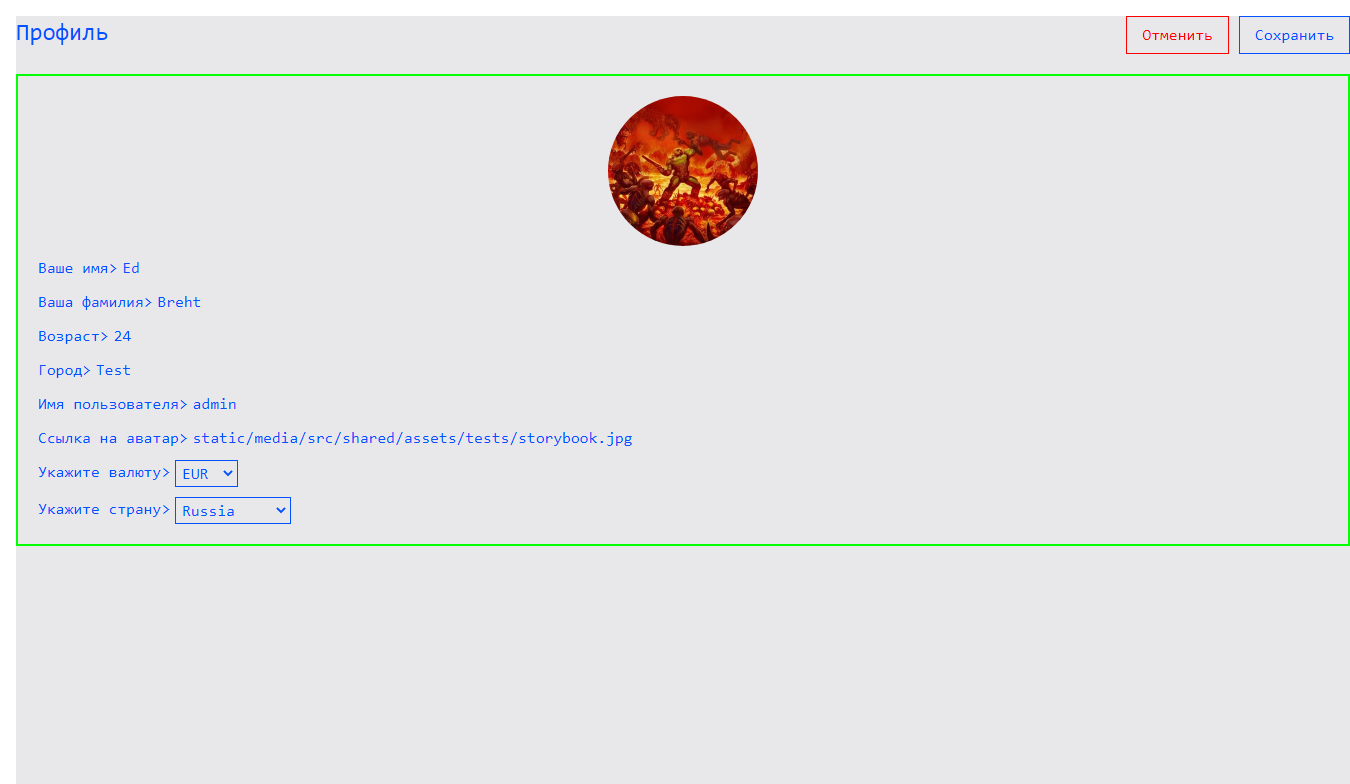 Профиль
Отменить
Сохранить
Ваше имя> Ed
Ваша фамилия> Breht
Возраст> 24
Город> Test
Имя пользователя> admin
Ссылка на аватар> static/media/src/shared/assets/tests/storybook.jpg
Укажите валюту> EUR
Укажите страну> Russia